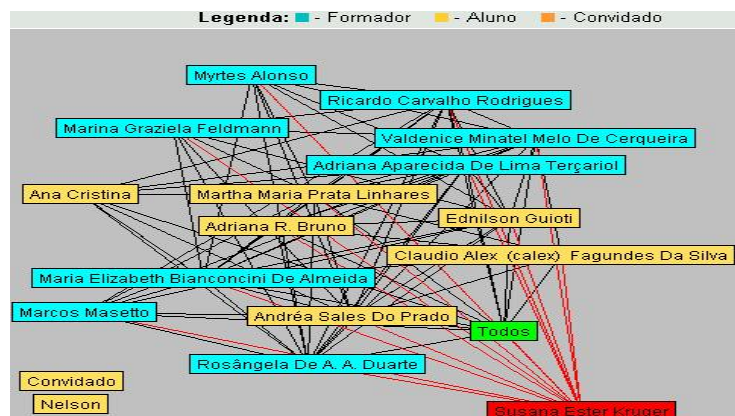 Legenda: - Formador - Aluno - Convidado
Myrtes Alonso
Ricardo Carvalho Rodrigues
Marina Graziela Feldmann
Valdenice Minatel Melo De Cerqueira
Adriana Aparecida De Lima Terçariol
Ana Cristina
Martha Maria Prata Linhares
Adriana R. Bruno
Ednilson Guioti
Claudio Alex (calex) Fagundes Da Silva
Maria Elizabeth Bianconcini De Almeida
Marcos Masetto
Andréa Sales Do Prado
Todos
Rosângela De A. A. Duarte
Convidado
Nelson
Susana Ester Kruger